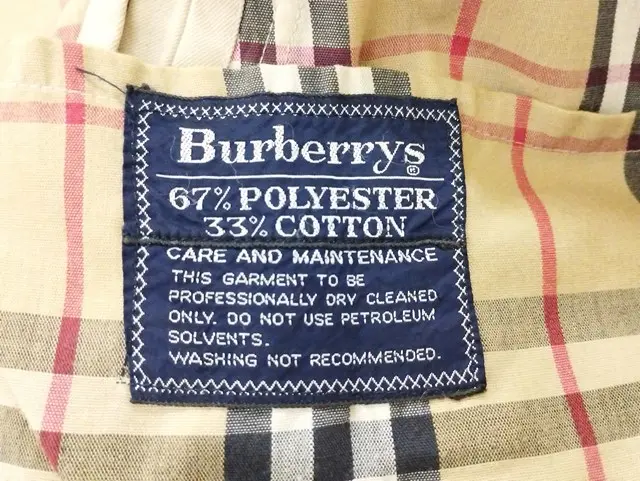 Burberrys®
67% POLYESTER
33% COTTON
CARE AND MAINTENANCE
THIS GARMENT TO BE
PROFESSIONALLY DRY CLEANED
ONLY. DO NOT USE PETROLEUM
SOLVENTS.
WASHING NOT RECOMMENDED.